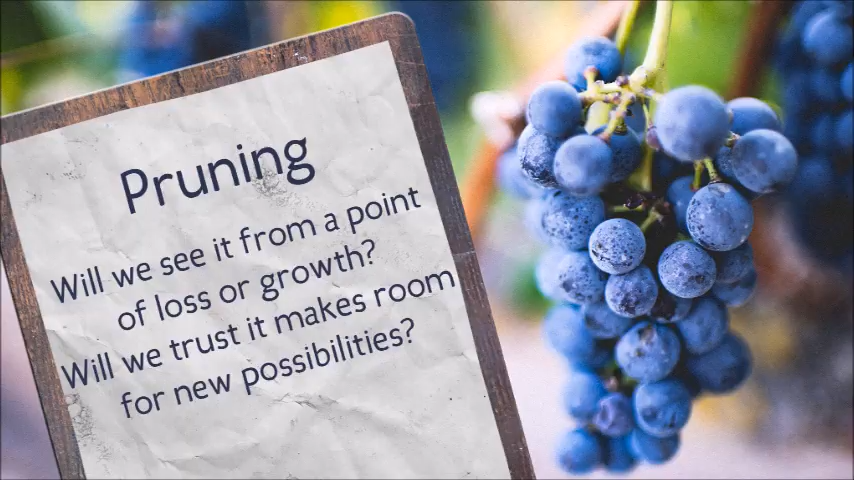 Pruning
Will we see it from a point
of loss or growth?
Will we trust it makes room
for new possibilities?